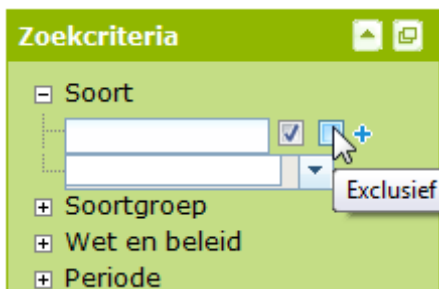 Zoekcriteria
Soort
Exclusief
Soortgroep
Wet en beleid
Periode